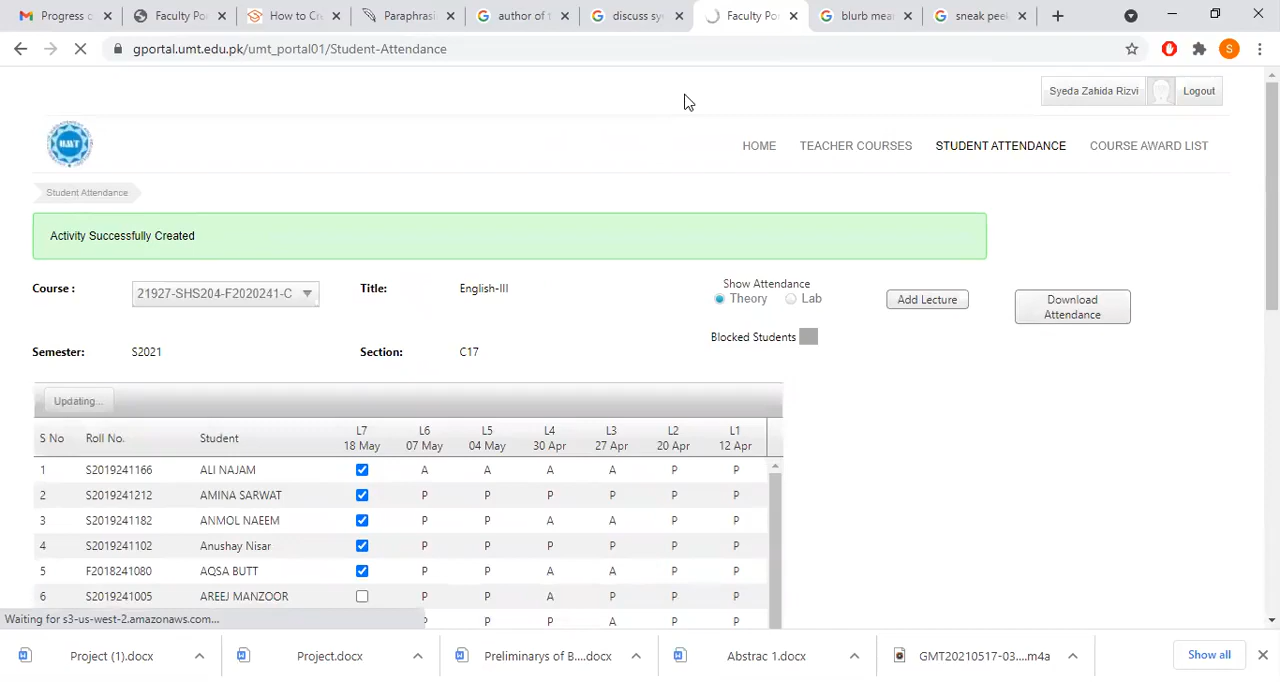 Progress o
Faculty Po
How to Cre
Paraphrasi
author of t
discuss sy
Faculty Po
blurb mea
sneak peek
gportal.umt.edu.pk/umt_portal01/Student-Attendance
S
Syeda Zahida Rizvi
Logout
UMT
HOME
TEACHER COURSES
STUDENT ATTENDANCE
COURSE AWARD LIST
Student Attendance
Activity Successfully Created
Course :
21927-SHS204-F2020241-C
Title:
English-III
Show Attendance
Theory
Lab
Add Lecture
Download
Attendance
Blocked Students
Semester:
S2021
Section:
C17
Updating...
S No Roll No. Student L7 L6 L5 L4 L3 L2 L1
18 May 07 May 04 May 30 Apr 27 Apr 20 Apr 12 Apr
1 S2019241166 ALI NAJAM A A A A P P
2 S2019241212 AMINA SARWAT P P P P P P
3 S2019241182 ANMOL NAEEM P P A A P P
4 S2019241102 Anushay Nisar P P A A P P
5 F2018241080 AQSA BUTT P P A A P P
6 S2019241005 AREEJ MANZOOR P P A P P P
P P A P P
Waiting for s3-us-west-2.amazonaws.com...
Project (1).docx
Project.docx
Preliminarys of B....docx
Abstrac 1.docx
GMT20210517-03....m4a
Show all